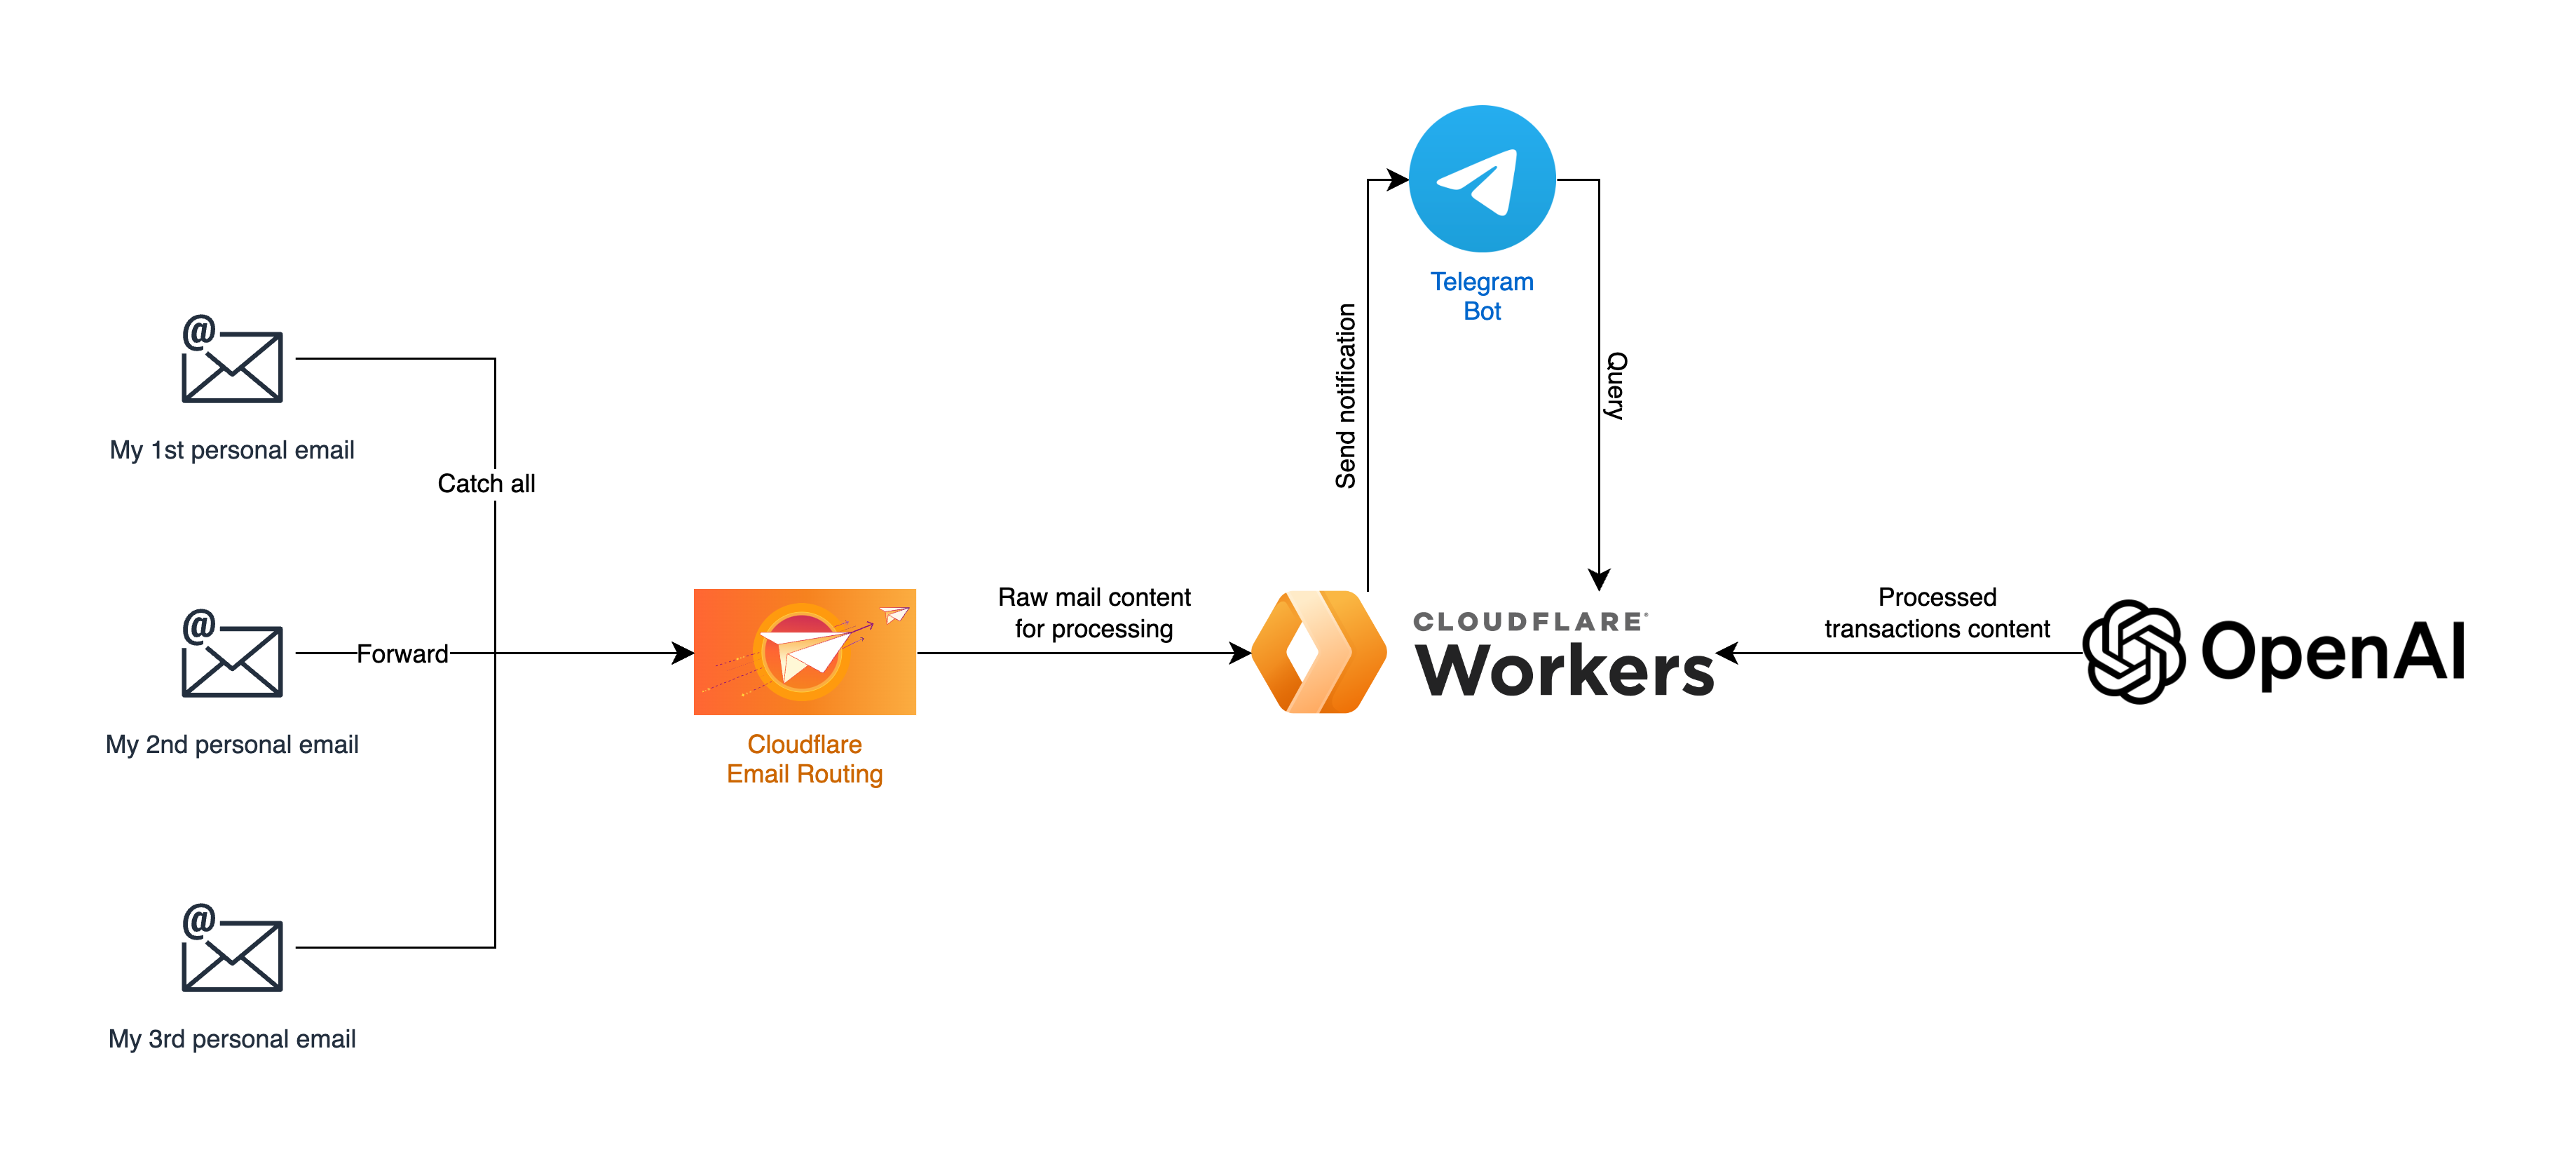 Telegram
Bot
Send notification
Query
@
My 1st personal email
Catch all
@
My 2nd personal email
Forward
Cloudflare
Email Routing
Raw mail content
for processing
CLOUDFLARE
Workers
Processed
transactions content
OpenAI
@
My 3rd personal email